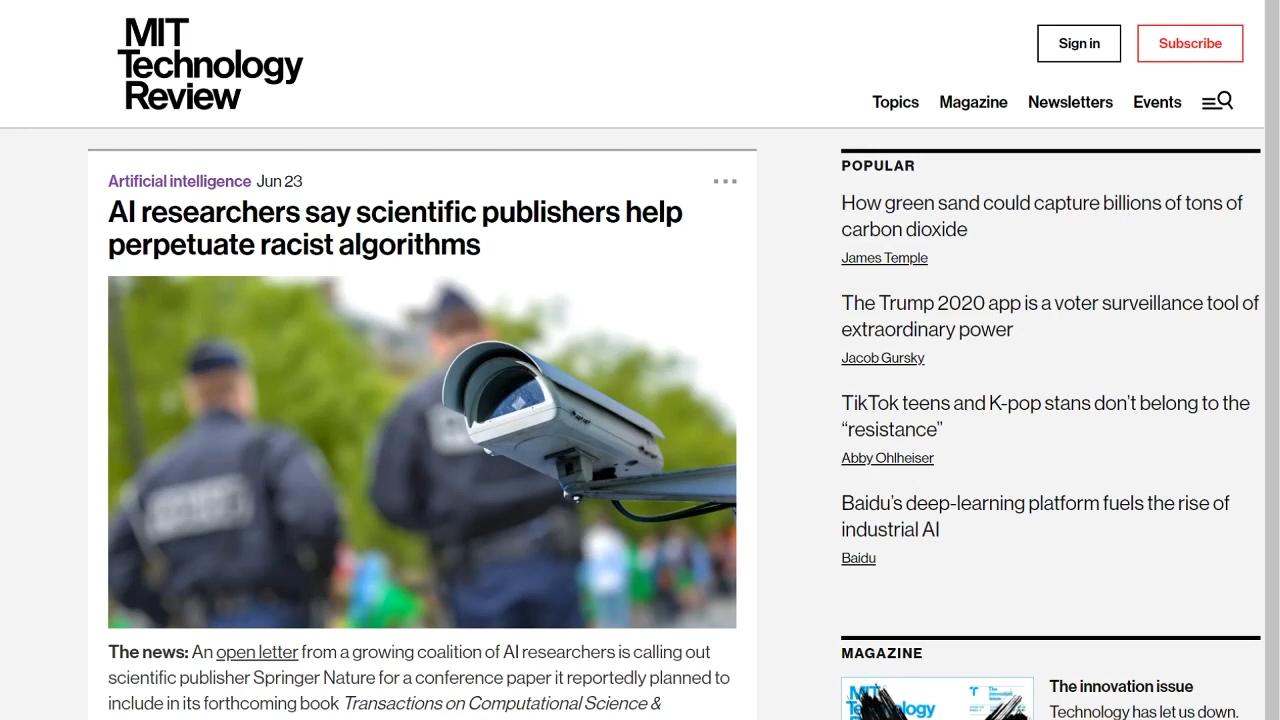 MIT
Technology
Review
Sign in
Subscribe
Topics
Magazine
Newsletters
Events
Artificial intelligence Jun 23
AI researchers say scientific publishers help
perpetuate racist algorithms
The news: An open letter from a growing coalition of AI researchers is calling out
scientific publisher Springer Nature for a conference paper it reportedly planned to
include in its forthcoming book Transactions on Computational Science &
POPULAR
How green sand could capture billions of tons of
carbon dioxide
James Temple
The Trump 2020 app is a voter surveillance tool of
extraordinary power
Jacob Gursky
TikTok teens and K-pop stans don’t belong to the
“resistance”
Abby Ohlheiser
Baidu’s deep-learning platform fuels the rise of
industrial AI
Baidu
MAGAZINE
MIT
The innovation issue
Technology has let us down.